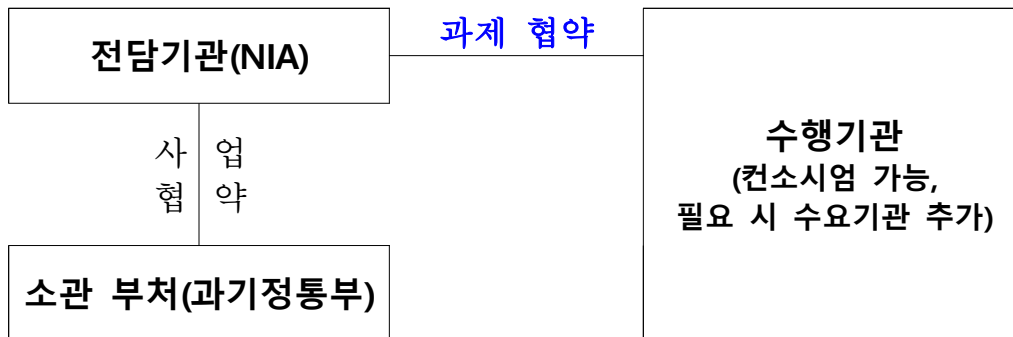 전담기관(NIA)
과제 협약
사 업
협 약
소관 부처(과기정통부)
수행기관
(컨소시엄 가능,
필요 시 수요기관 추가)